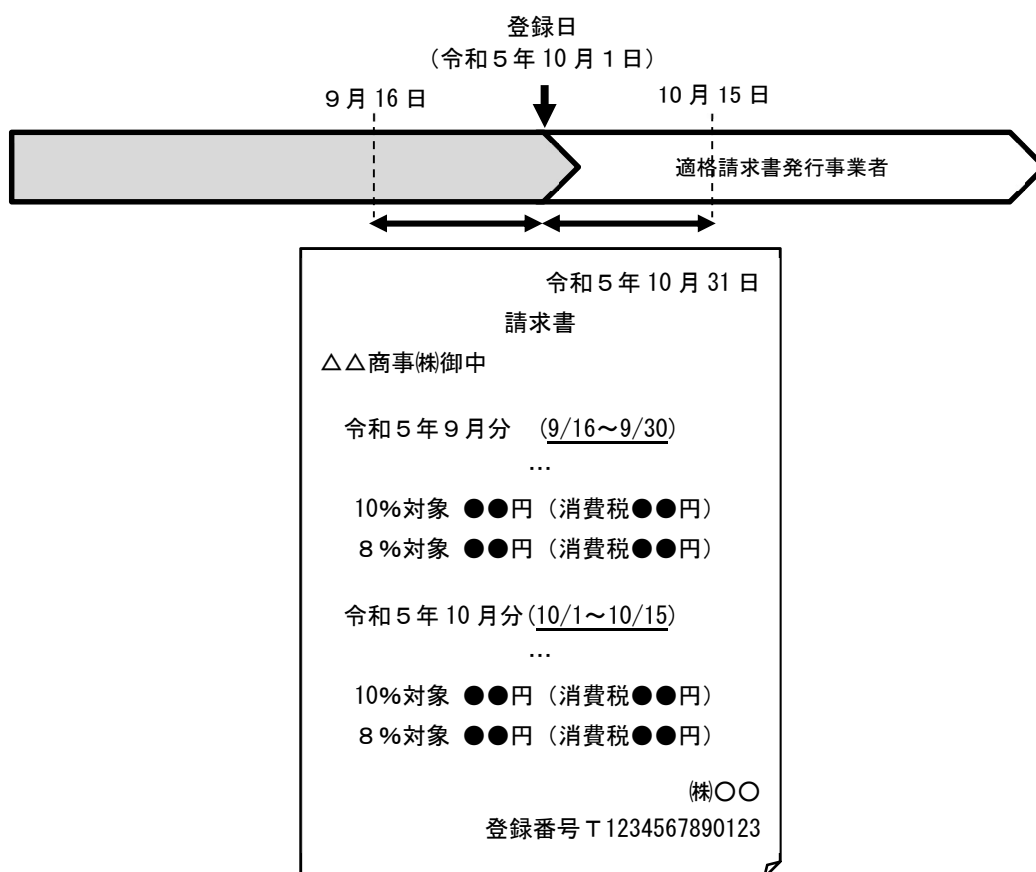 登録日
（令和５年 10 月１日）
９月 16 日
10 月 15 日
適格請求書発行事業者
令和５年 10 月 31 日
請求書
△△商事㈱御中
令和５年９月分　（9/16～9/30）
…
10％対象 ●●円（消費税●●円）
８％対象 ●●円（消費税●●円）
令和５年 10 月分（10/1～10/15）
…
10％対象 ●●円（消費税●●円）
８％対象 ●●円（消費税●●円）
㈱〇〇
登録番号Ｔ1234567890123